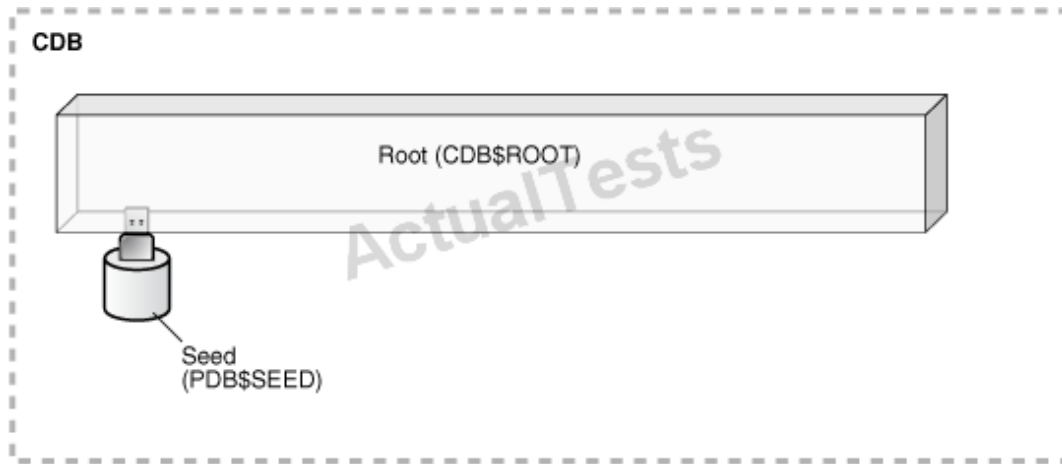 CDB
Root (CDB$ROOT)
ActualTests
Seed
(PDB$SEED)